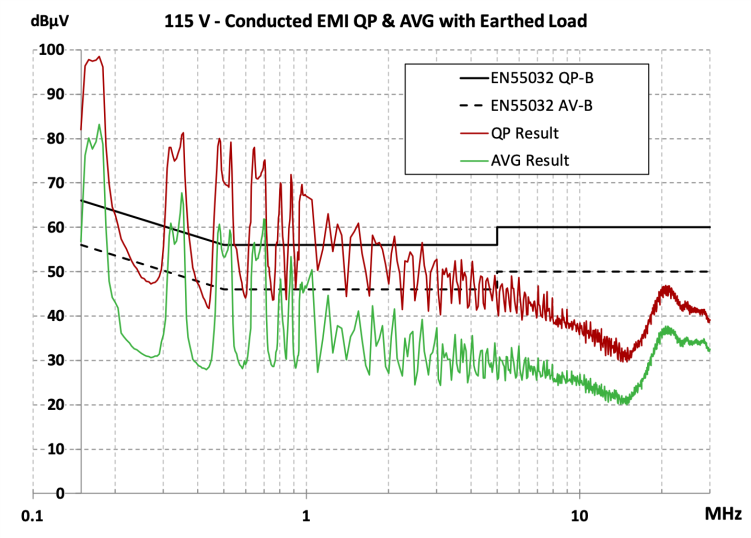 dBµV
115 V - Conducted EMI QP & AVG with Earthed Load
100
90
80
70
60
50
40
30
20
10
0
EN55032 QP-B
EN55032 AV-B
QP Result
AVG Result
0.1
1
10
MHz